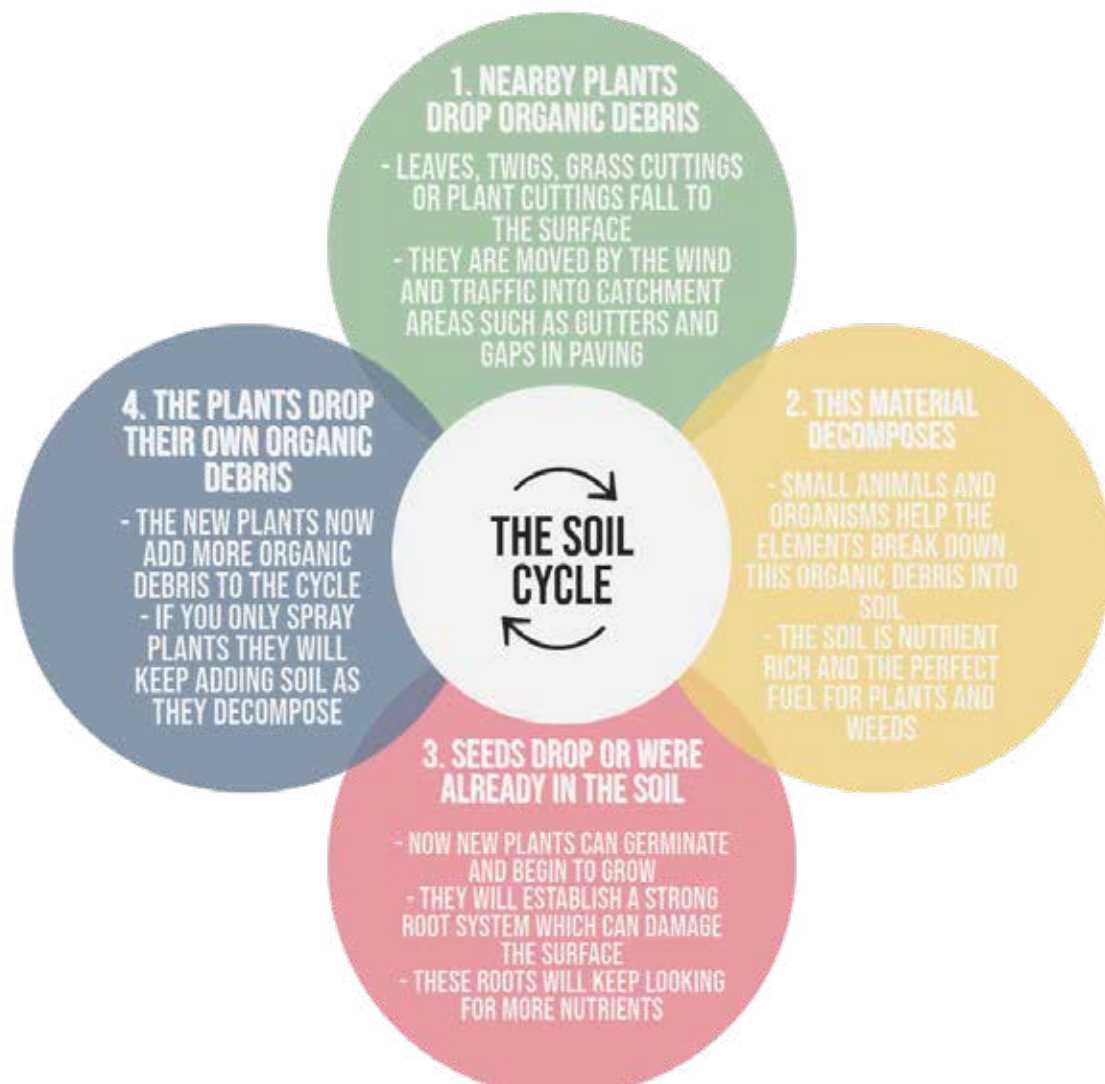 1. NEARBY PLANTS
DROP ORGANIC DEBRIS
- LEAVES, TWIGS, GRASS CUTTINGS
OR PLANT CUTTINGS FALL TO
THE SURFACE
- THEY ARE MOVED BY THE WIND
AND TRAFFIC INTO CATCHMENT
AREAS SUCH AS GUTTERS AND
GAPS IN PAVING
2. THIS MATERIAL
DECOMPOSES
- SMALL ANIMALS AND
ORGANISMS HELP THE
ELEMENTS BREAK DOWN
THIS ORGANIC DEBRIS INTO
SOIL
- THE SOIL IS NUTRIENT
RICH AND THE PERFECT
FUEL FOR PLANTS AND
WEEDS
3. SEEDS DROP OR WERE
ALREADY IN THE SOIL
- NOW NEW PLANTS CAN GERMINATE
AND BEGIN TO GROW
- THEY WILL ESTABLISH A STRONG
ROOT SYSTEM WHICH CAN DAMAGE
THE SURFACE
- THESE ROOTS WILL KEEP LOOKING
FOR MORE NUTRIENTS
4. THE PLANTS DROP
THEIR OWN ORGANIC
DEBRIS
- THE NEW PLANTS NOW
ADD MORE ORGANIC
DEBRIS TO THE CYCLE
- IF YOU ONLY SPRAY
PLANTS THEY WILL
KEEP ADDING SOIL AS
THEY DECOMPOSE
THE SOIL
CYCLE